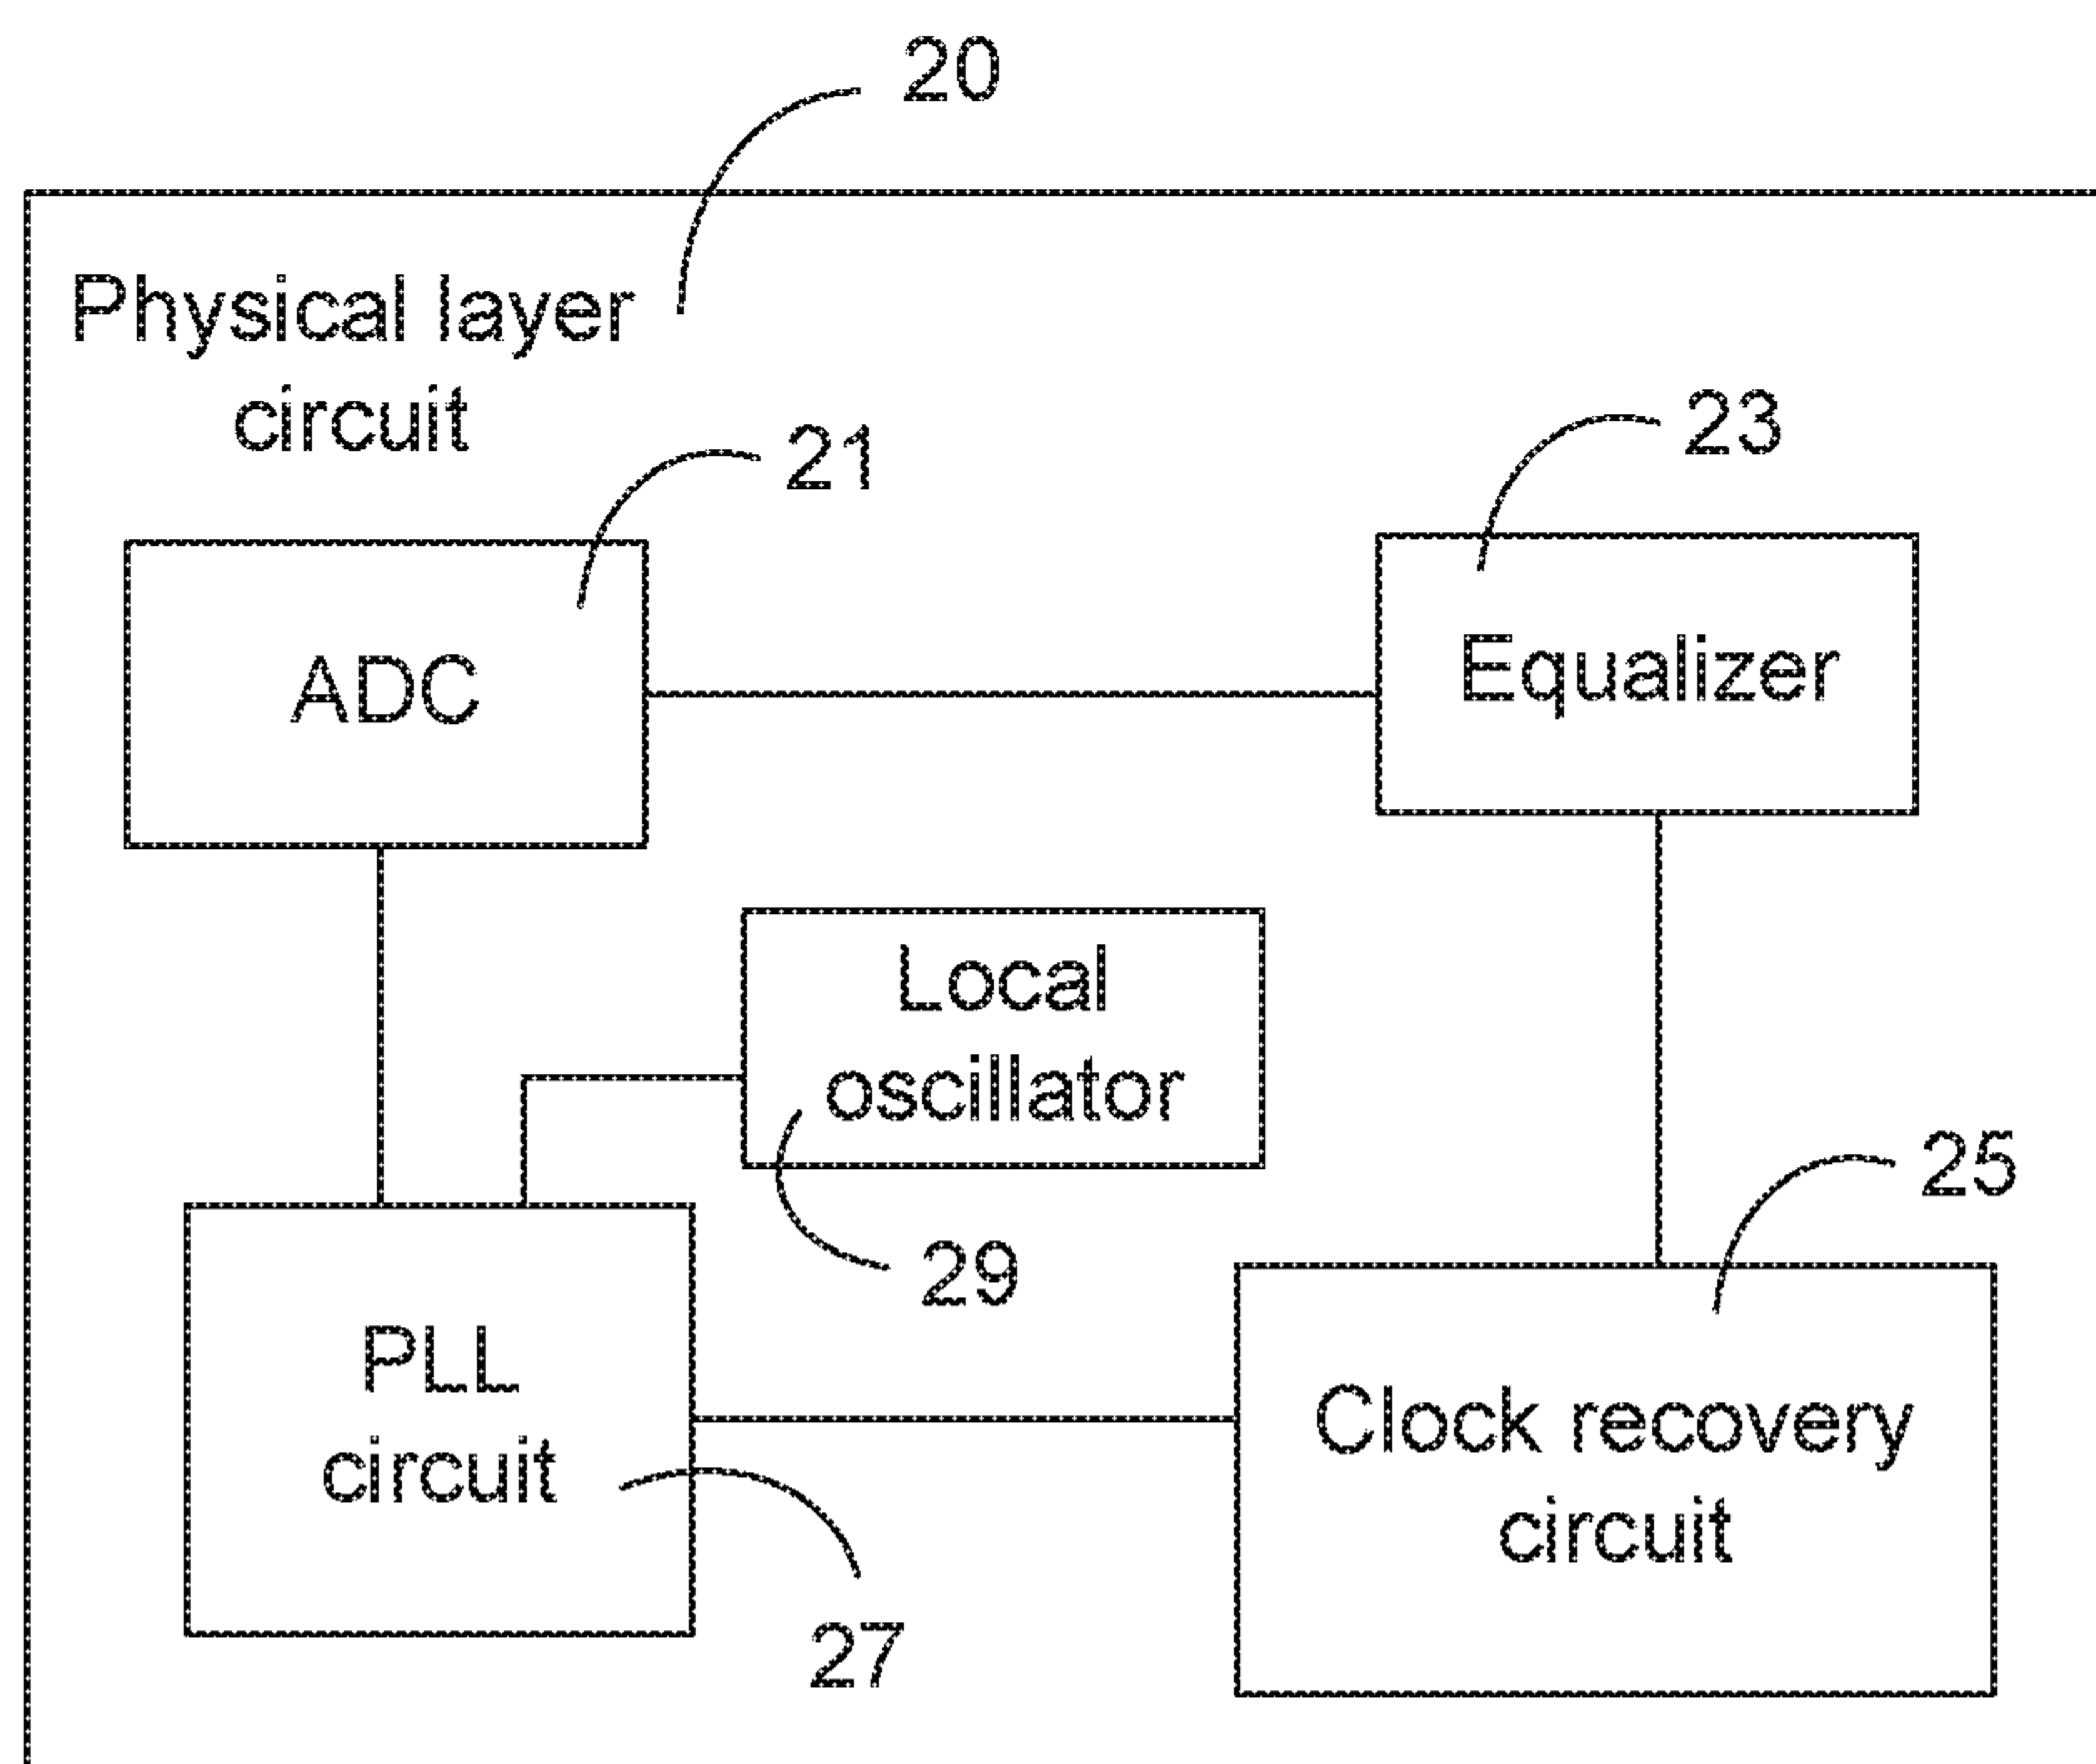 20
Physical layer
circuit
21
23
ADC
Equalizer
Local
oscillator
29
25
PLL
circuit
27
Clock recovery
circuit